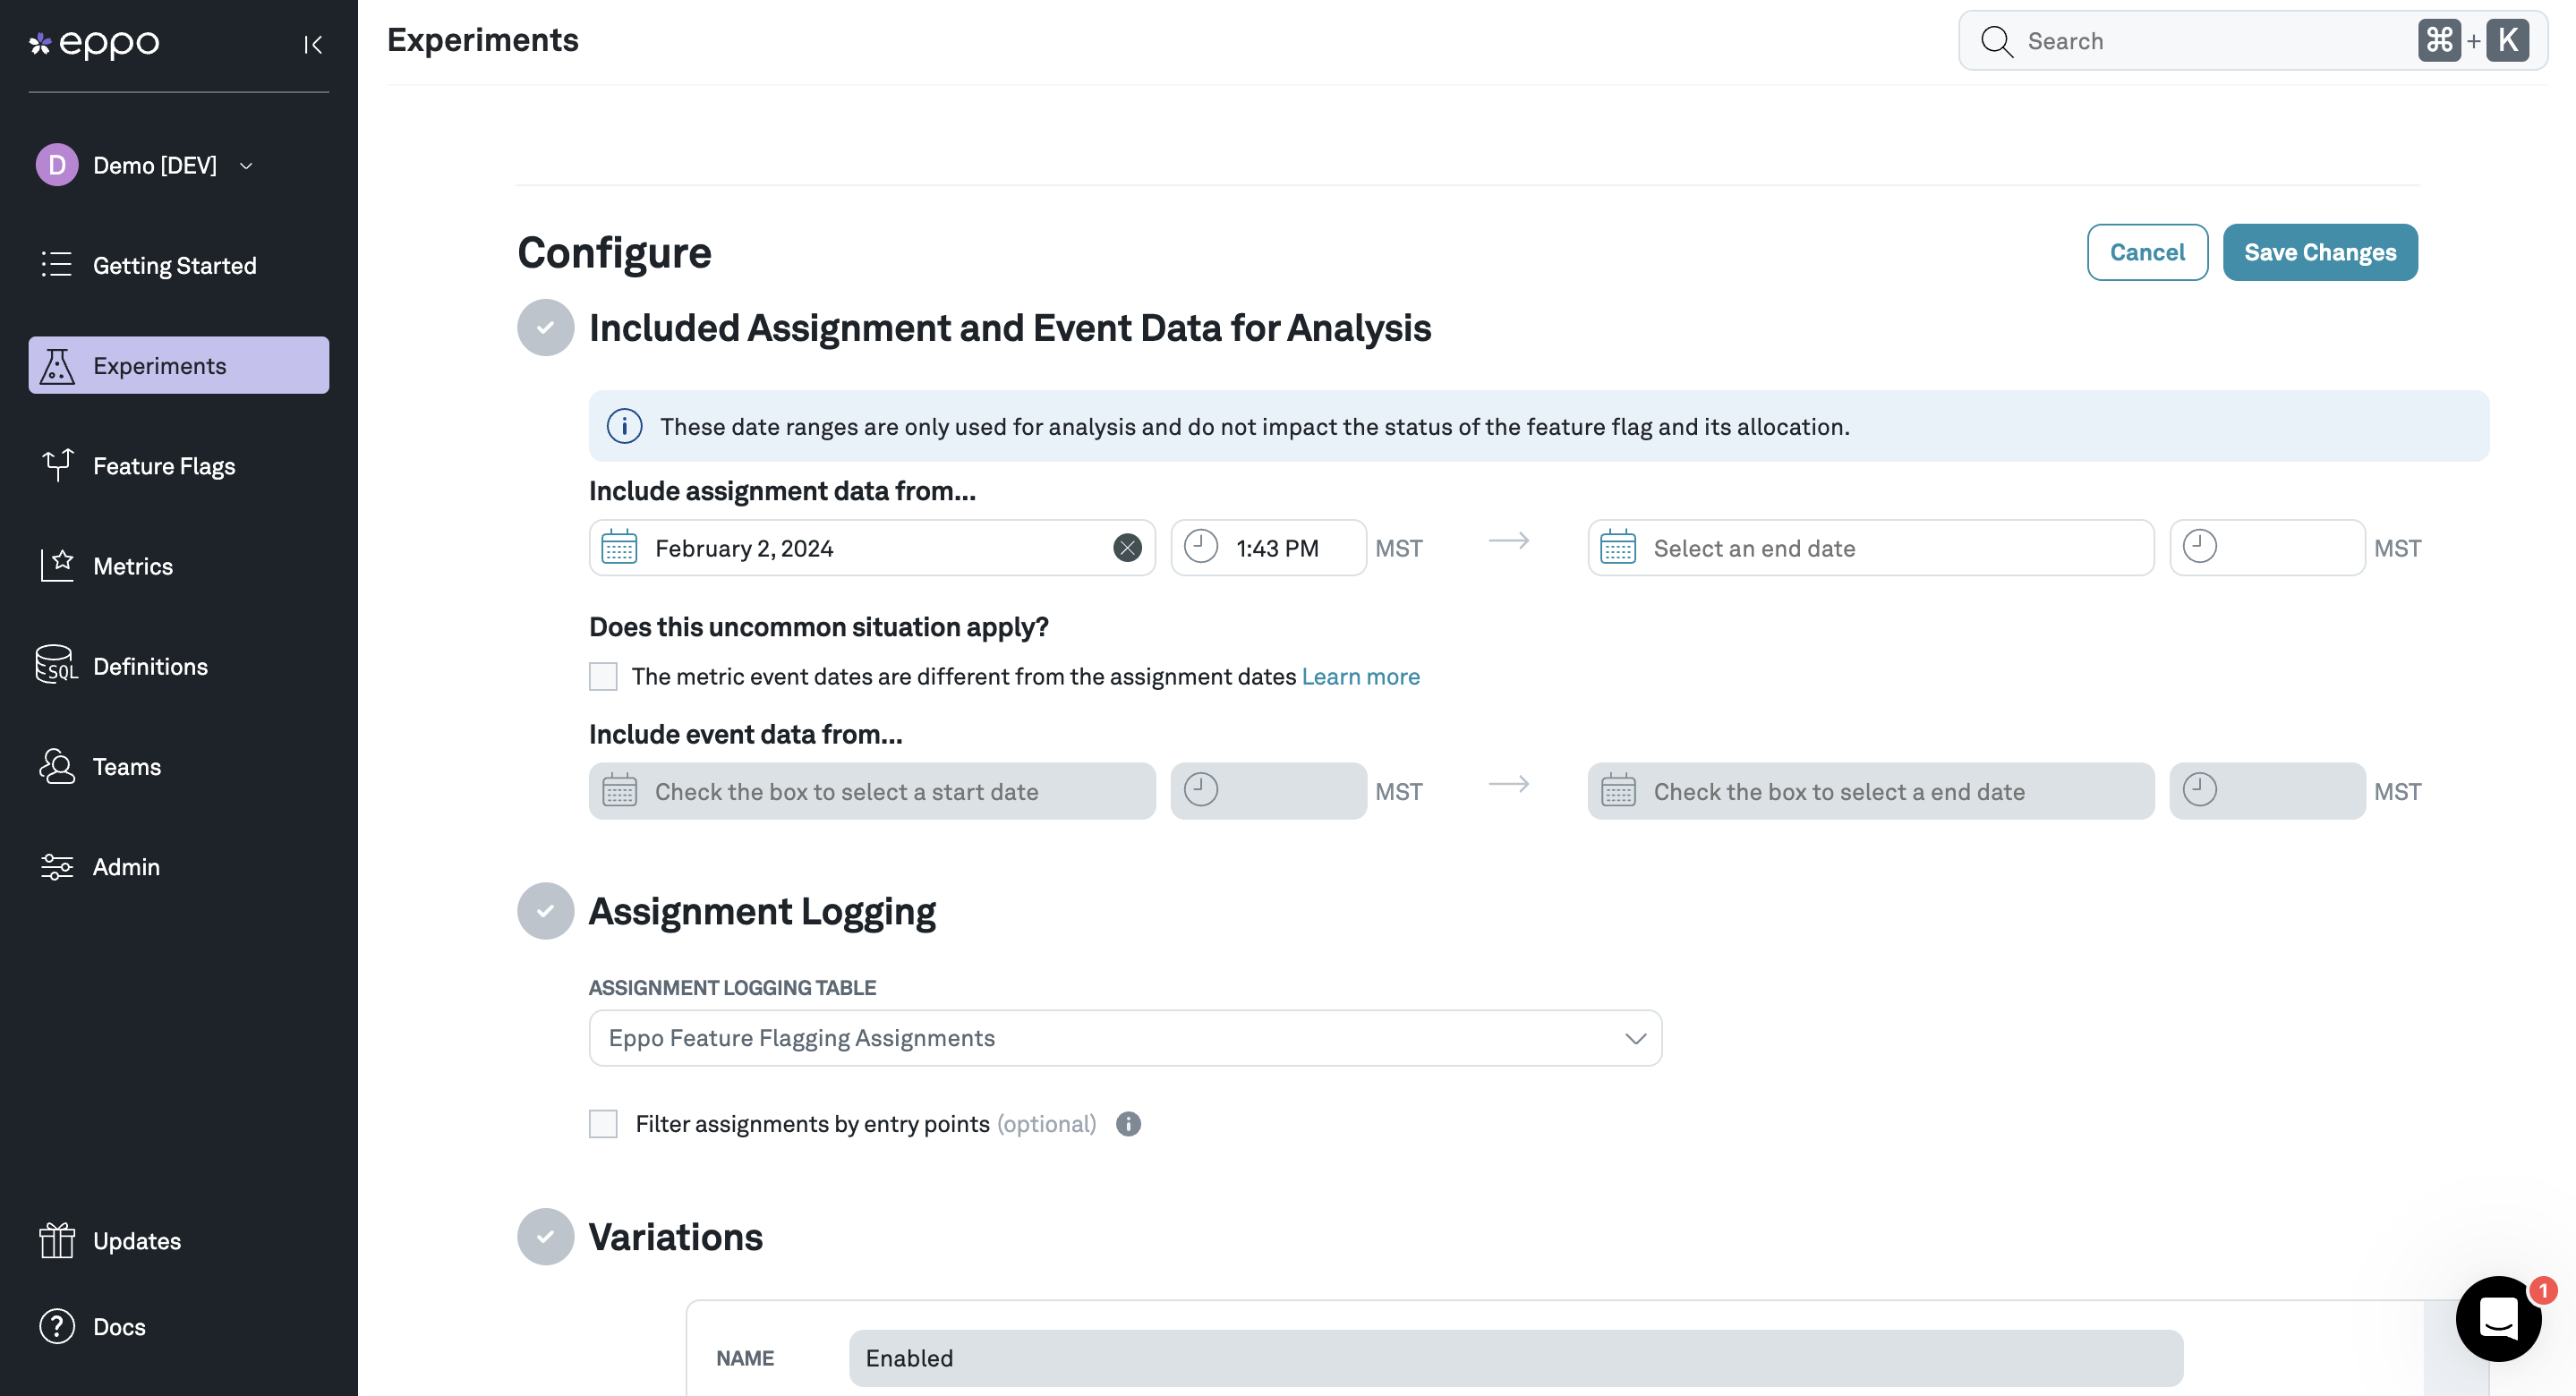 eppo
Experiments
Search
⌘ + K
D
Demo [DEV]
Getting Started
Experiments
Feature Flags
Metrics
SQL
Definitions
Teams
Admin
Updates
?
Docs
Configure
Cancel
Save Changes
Included Assignment and Event Data for Analysis
These date ranges are only used for analysis and do not impact the status of the feature flag and its allocation.
Include assignment data from...
February 2, 2024 1:43 PM MST → Select an end date MST
Does this uncommon situation apply?
The metric event dates are different from the assignment dates Learn more
Include event data from...
Check the box to select a start date MST → Check the box to select a end date MST
Assignment Logging
ASSIGNMENT LOGGING TABLE
Eppo Feature Flagging Assignments
Filter assignments by entry points (optional)
Variations
1
NAME Enabled